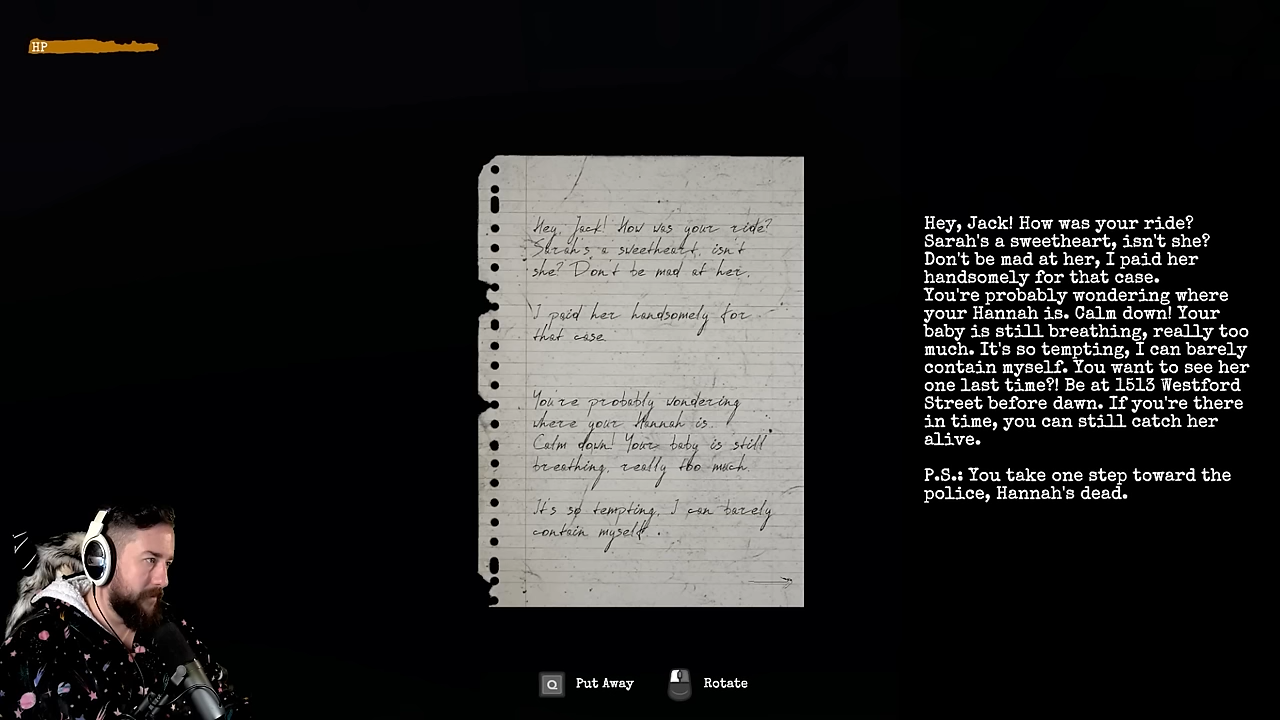 HP
Hey, Jack! How was your ride?
Sarah's a sweetheart, isn't
she? Don't be mad at her.
I paid her handsomely for
that case.
You're probably wondering
where your Hannah is.
Calm down! Your baby is still
breathing, really too much.
It's so tempting, I can barely
contain myself.
Hey, Jack! How was your ride?
Sarah's a sweetheart, isn't she?
Don't be mad at her, I paid her
handsomely for that case.
You're probably wondering where
your Hannah is. Calm down! Your
baby is still breathing, really too
much. It's so tempting, I can barely
contain myself. You want to see her
one last time?! Be at 1513 Westford
Street before dawn. If you're there
in time, you can still catch her
alive.
P.S.: You take one step toward the
police, Hannah's dead.
Q Put Away
Rotate